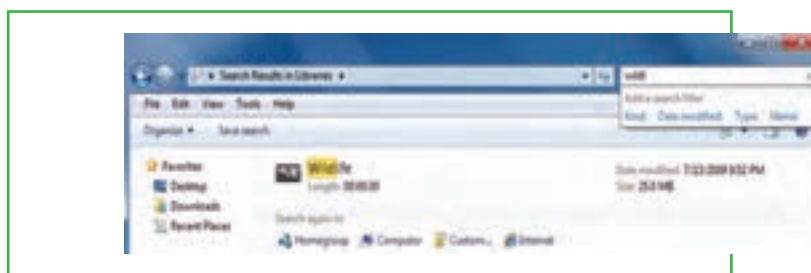 Search Results in Libraries
wildl
File Edit View Tools Help
Add a search filter
Kind Date modified Type Name
Organize Save search
Favorites
Desktop
Downloads
Recent Places
Wildlife
Length: 00:00:30
Date modified: 7/13/2009 9:52 PM
Size: 25.0 MB
Search again in:
Homegroup Computer Custom... Internet